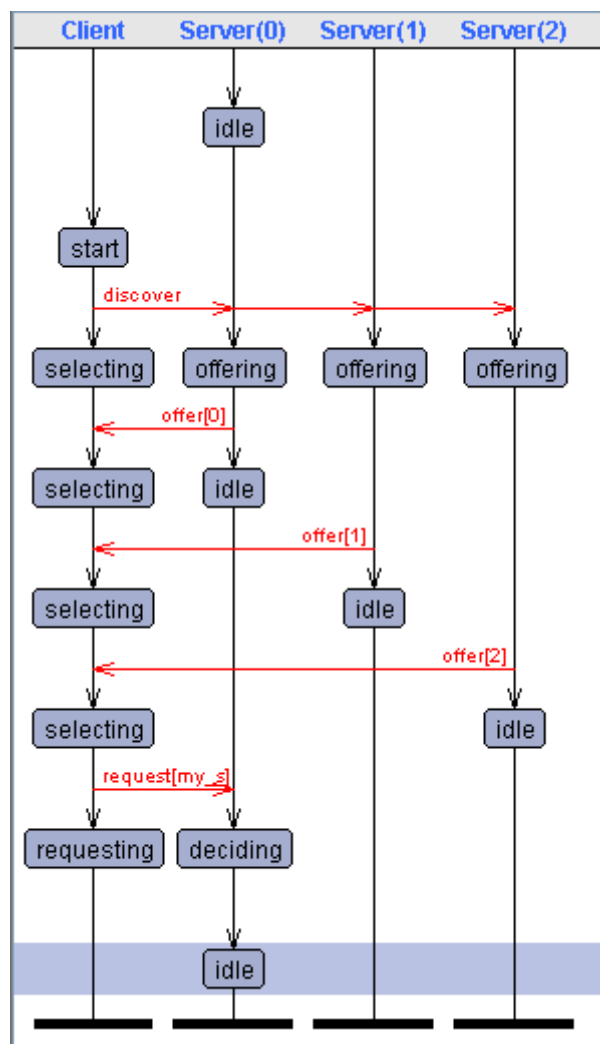 Client Server(0) Server(1) Server(2)
idle
start
discover
selecting offering offering offering
offer[0]
selecting idle
offer[1]
selecting idle
offer[2]
selecting idle
request[my_s]
requesting deciding
idle